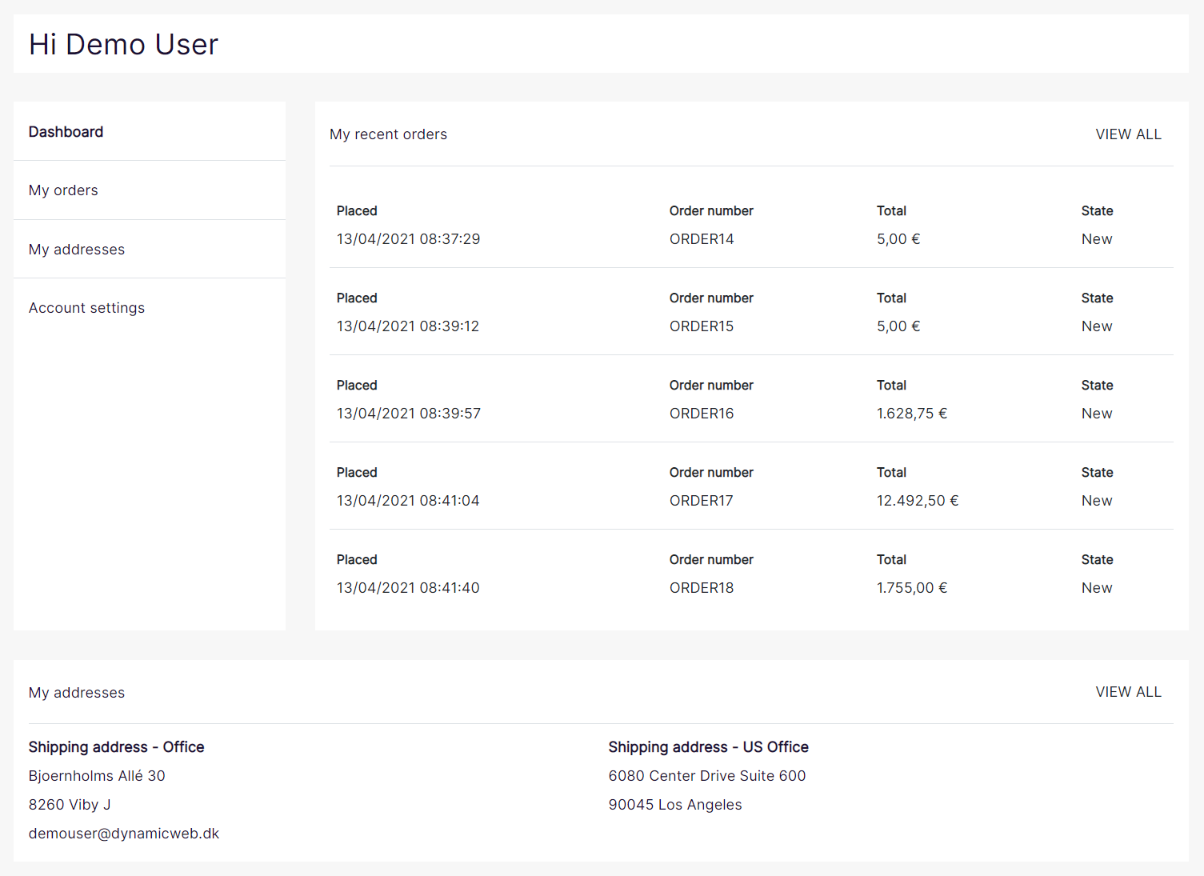 Hi Demo User
Dashboard
My orders
My addresses
Account settings
My recent orders VIEW ALL
Placed Order number Total State
13/04/2021 08:37:29 ORDER14 5,00 € New
Placed Order number Total State
13/04/2021 08:39:12 ORDER15 5,00 € New
Placed Order number Total State
13/04/2021 08:39:57 ORDER16 1.628,75 € New
Placed Order number Total State
13/04/2021 08:41:04 ORDER17 12.492,50 € New
Placed Order number Total State
13/04/2021 08:41:40 ORDER18 1.755,00 € New
My addresses VIEW ALL
Shipping address - Office
Bjoernholms Allé 30
8260 Viby J
demouser@dynamicweb.dk
Shipping address - US Office
6080 Center Drive Suite 600
90045 Los Angeles